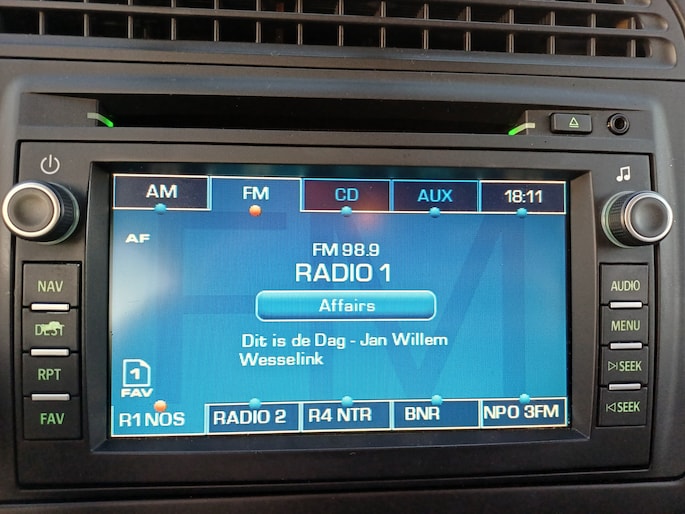 AM FM CD AUX 18:11
AF
FM 98.9
RADIO 1
Affairs
Dit is de Dag - Jan Willem
Wesselink
1
FAV
R1 NOS RADIO 2 R4 NTR BNR NPO 3FM
NAV
DEST
RPT
FAV
AUDIO
MENU
SEEK
SEEK
FM